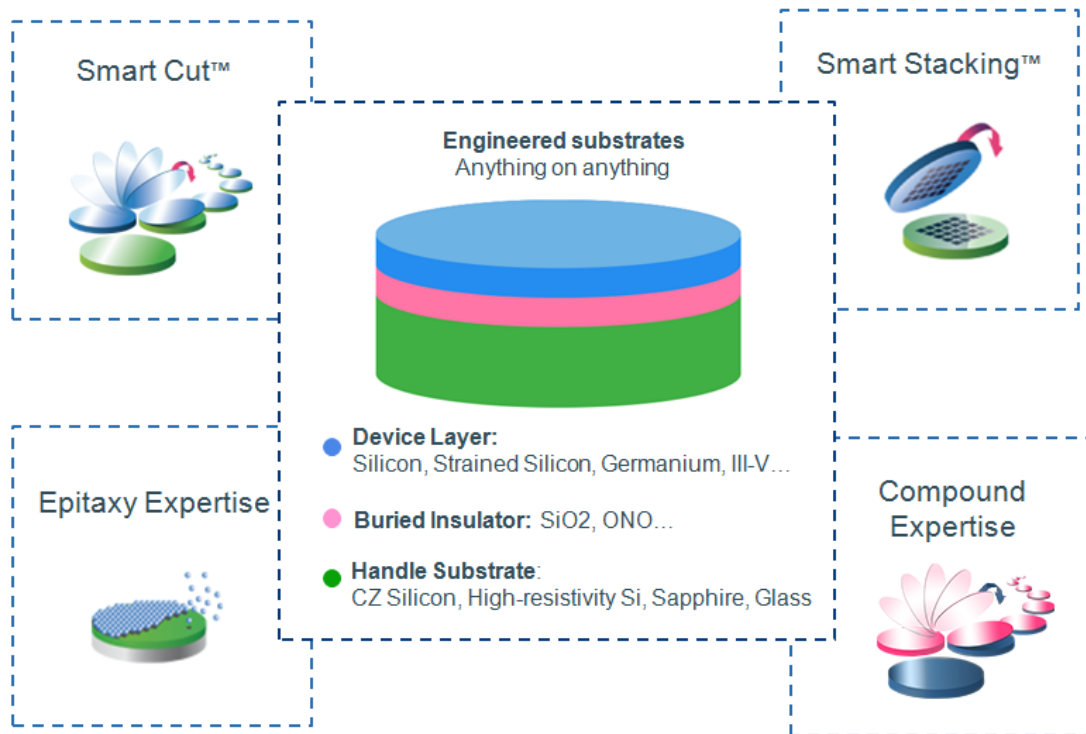 Smart Cut™
Smart Stacking™
Engineered substrates
Anything on anything
Device Layer:
Silicon, Strained Silicon, Germanium, III-V…
Buried Insulator: SiO2, ONO…
Handle Substrate:
CZ Silicon, High-resistivity Si, Sapphire, Glass
Epitaxy Expertise
Compound
Expertise